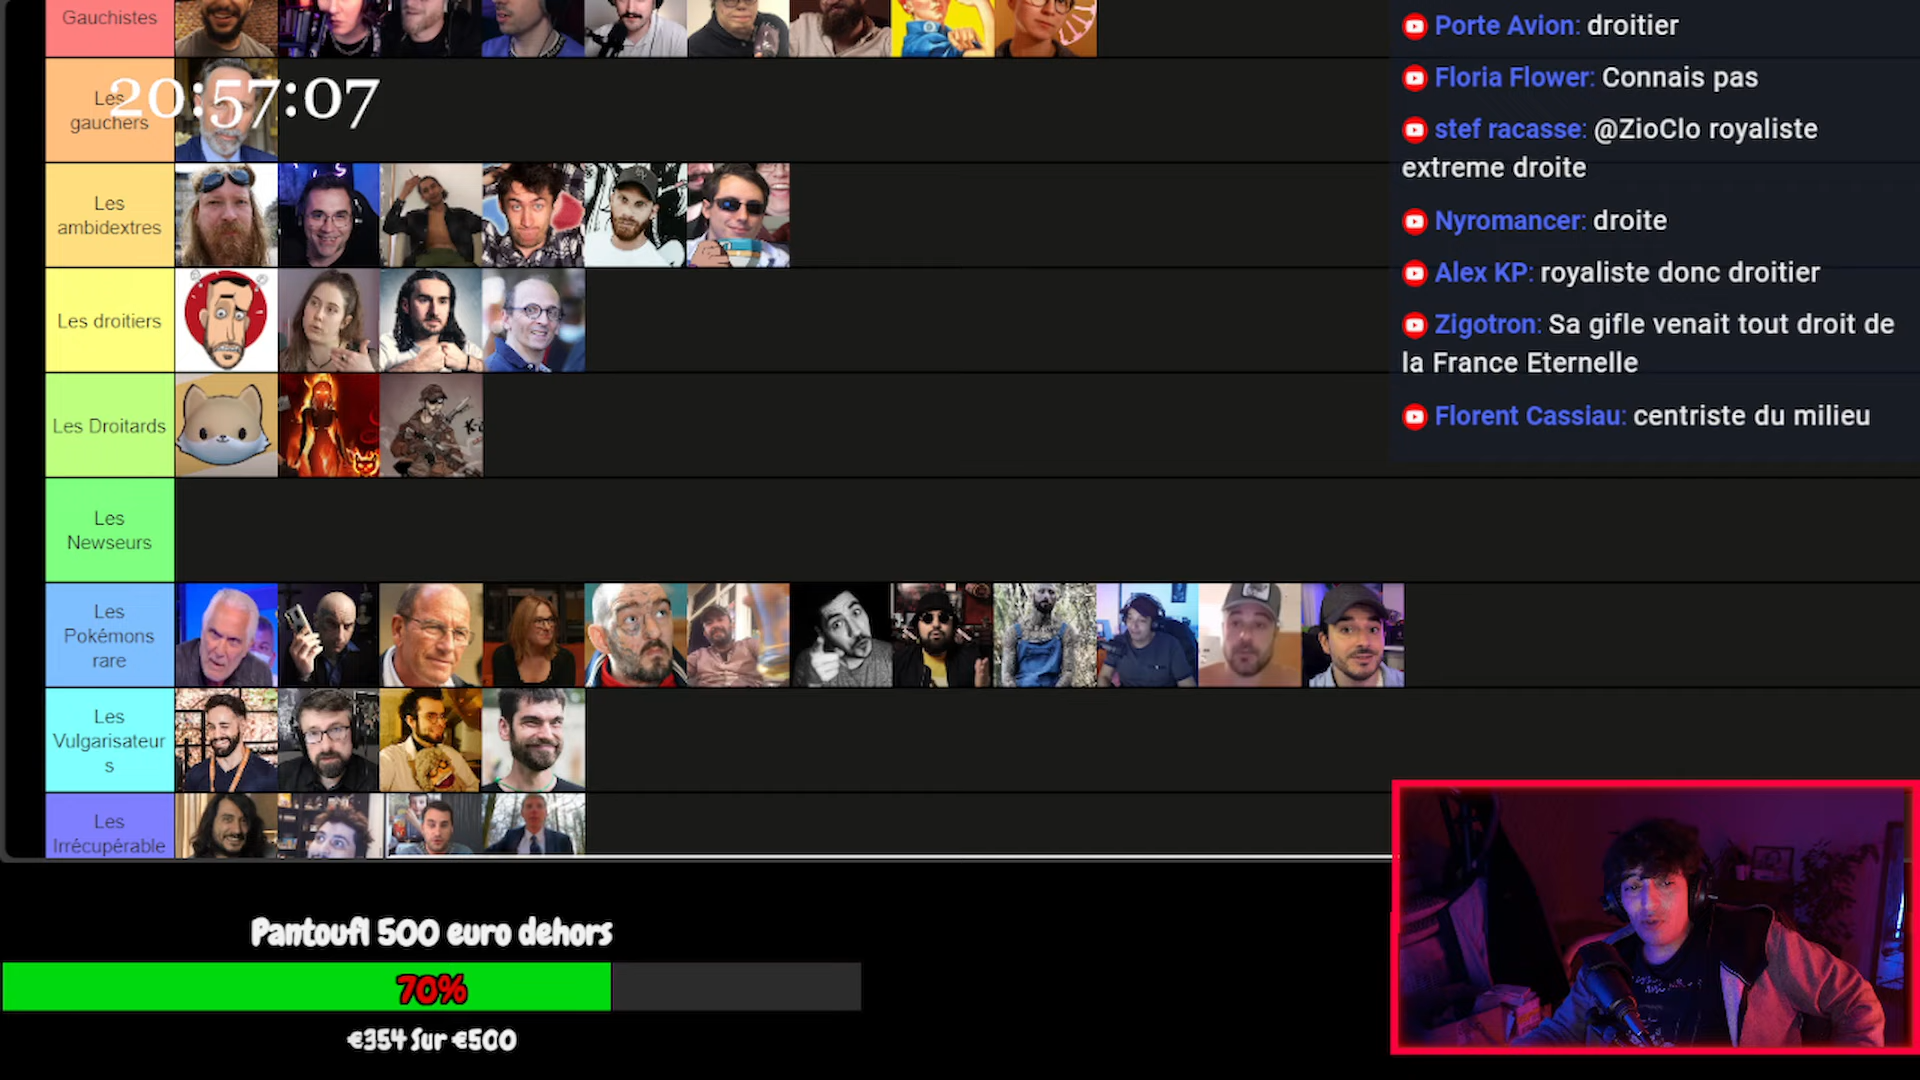 Gauchistes
Les
gauchers
20:57:07
Les
ambidextres
Les droitiers
Les Droitards
Les
Newseurs
Les
Pokémons
rare
Les
Vulgarisateur
s
Les
Irrécupérable
Porte Avion: droitier
Floria Flower: Connais pas
stef racasse: @ZioClo royaliste
extreme droite
Nyromancer: droite
Alex KP: royaliste donc droitier
Zigotron: Sa gifle venait tout droit de
la France Eternelle
Florent Cassiau: centriste du milieu
Pantoufl 500 euro dehors
70%
€354 Sur €500